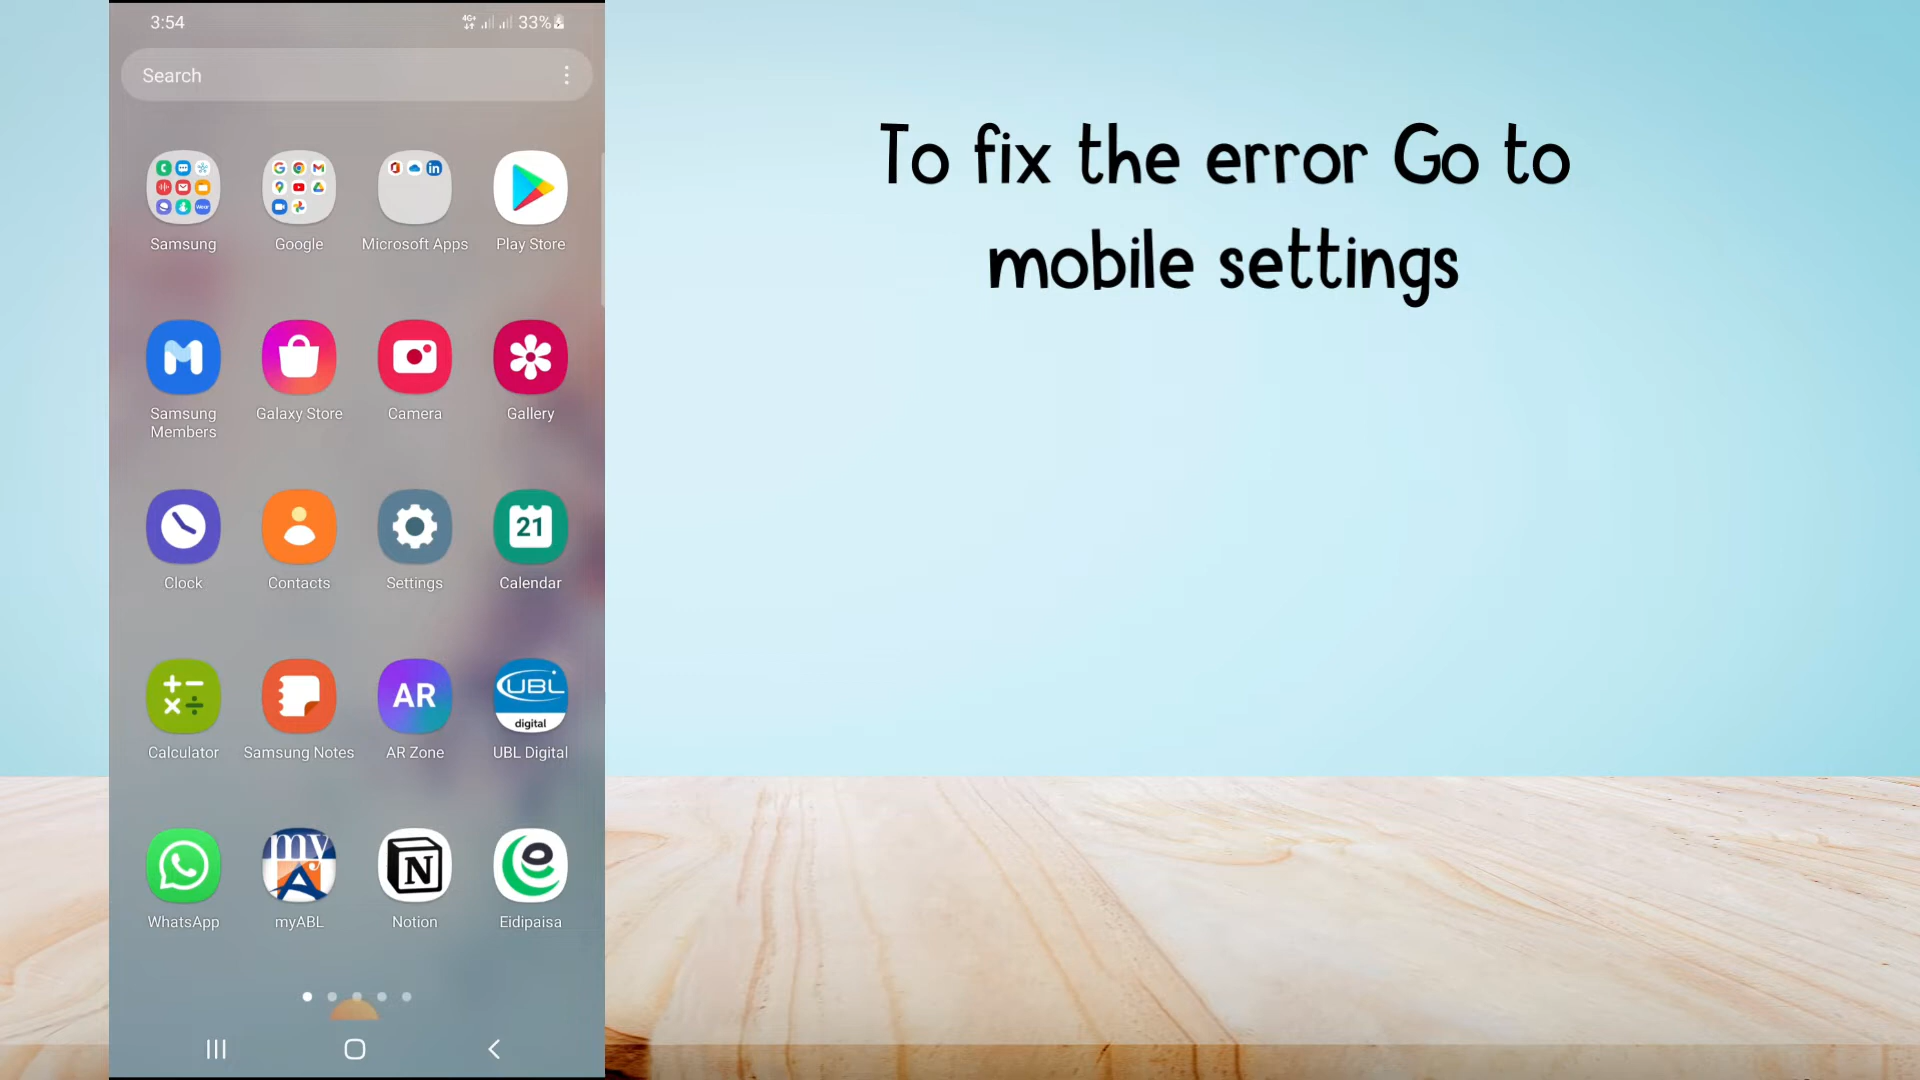 3:54
4G+ 33%
Search
Samsung Google Microsoft Apps Play Store
Samsung Members Galaxy Store Camera Gallery
21
Clock Contacts Settings Calendar
AR UBL digital
Calculator Samsung Notes AR Zone UBL Digital
my A N e
WhatsApp myABL Notion Eidipaisa
To fix the error Go to
mobile settings